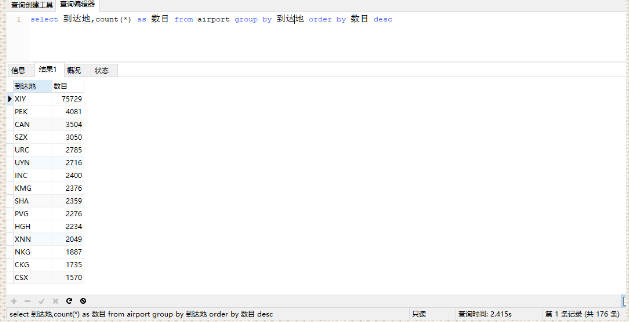 查询创建工具 查询编辑器
1 select 到达地,count(*) as 数目 from airport group by 到达地 order by 数目 desc
信息 结果1 概况 状态
到达地 数目
XIY 75729
PEK 4081
CAN 3504
SZX 3050
URC 2785
UYN 2716
INC 2400
KMG 2376
SHA 2359
PVG 2276
HGH 2234
XNN 2049
NKG 1887
CKG 1735
CSX 1570
select 到达地,count(*) as 数目 from airport group by 到达地 order by 数目 desc 只读 查询时间: 2.415s 第 1 条记录 (共 176 条)